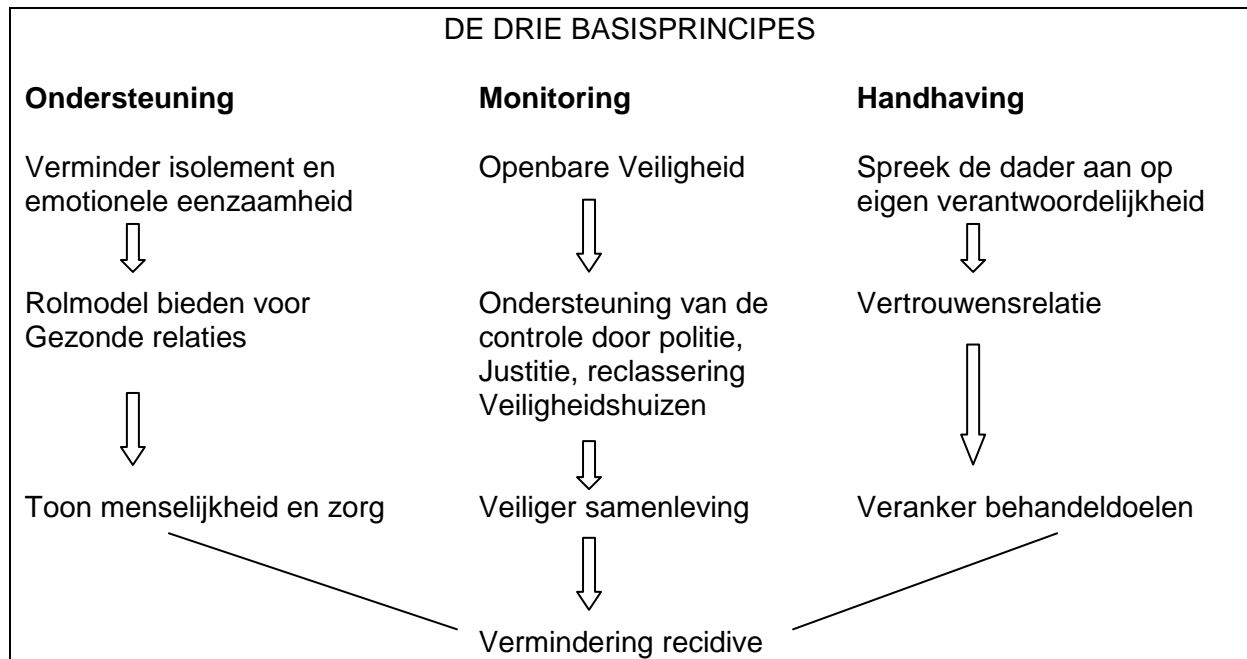 DE DRIE BASISPRINCIPES
Ondersteuning
Verminder isolement en
emotionele eenzaamheid
Rolmodel bieden voor
Gezonde relaties
Toon menselijkheid en zorg
Monitoring
Openbare Veiligheid
Ondersteuning van de
controle door politie,
Justitie, reclassering
Veiligheidshuizen
Veiliger samenleving
Handhaving
Spreek de dader aan op
eigen verantwoordelijkheid
Vertrouwensrelatie
Veranker behandeldoelen
Vermindering recidive